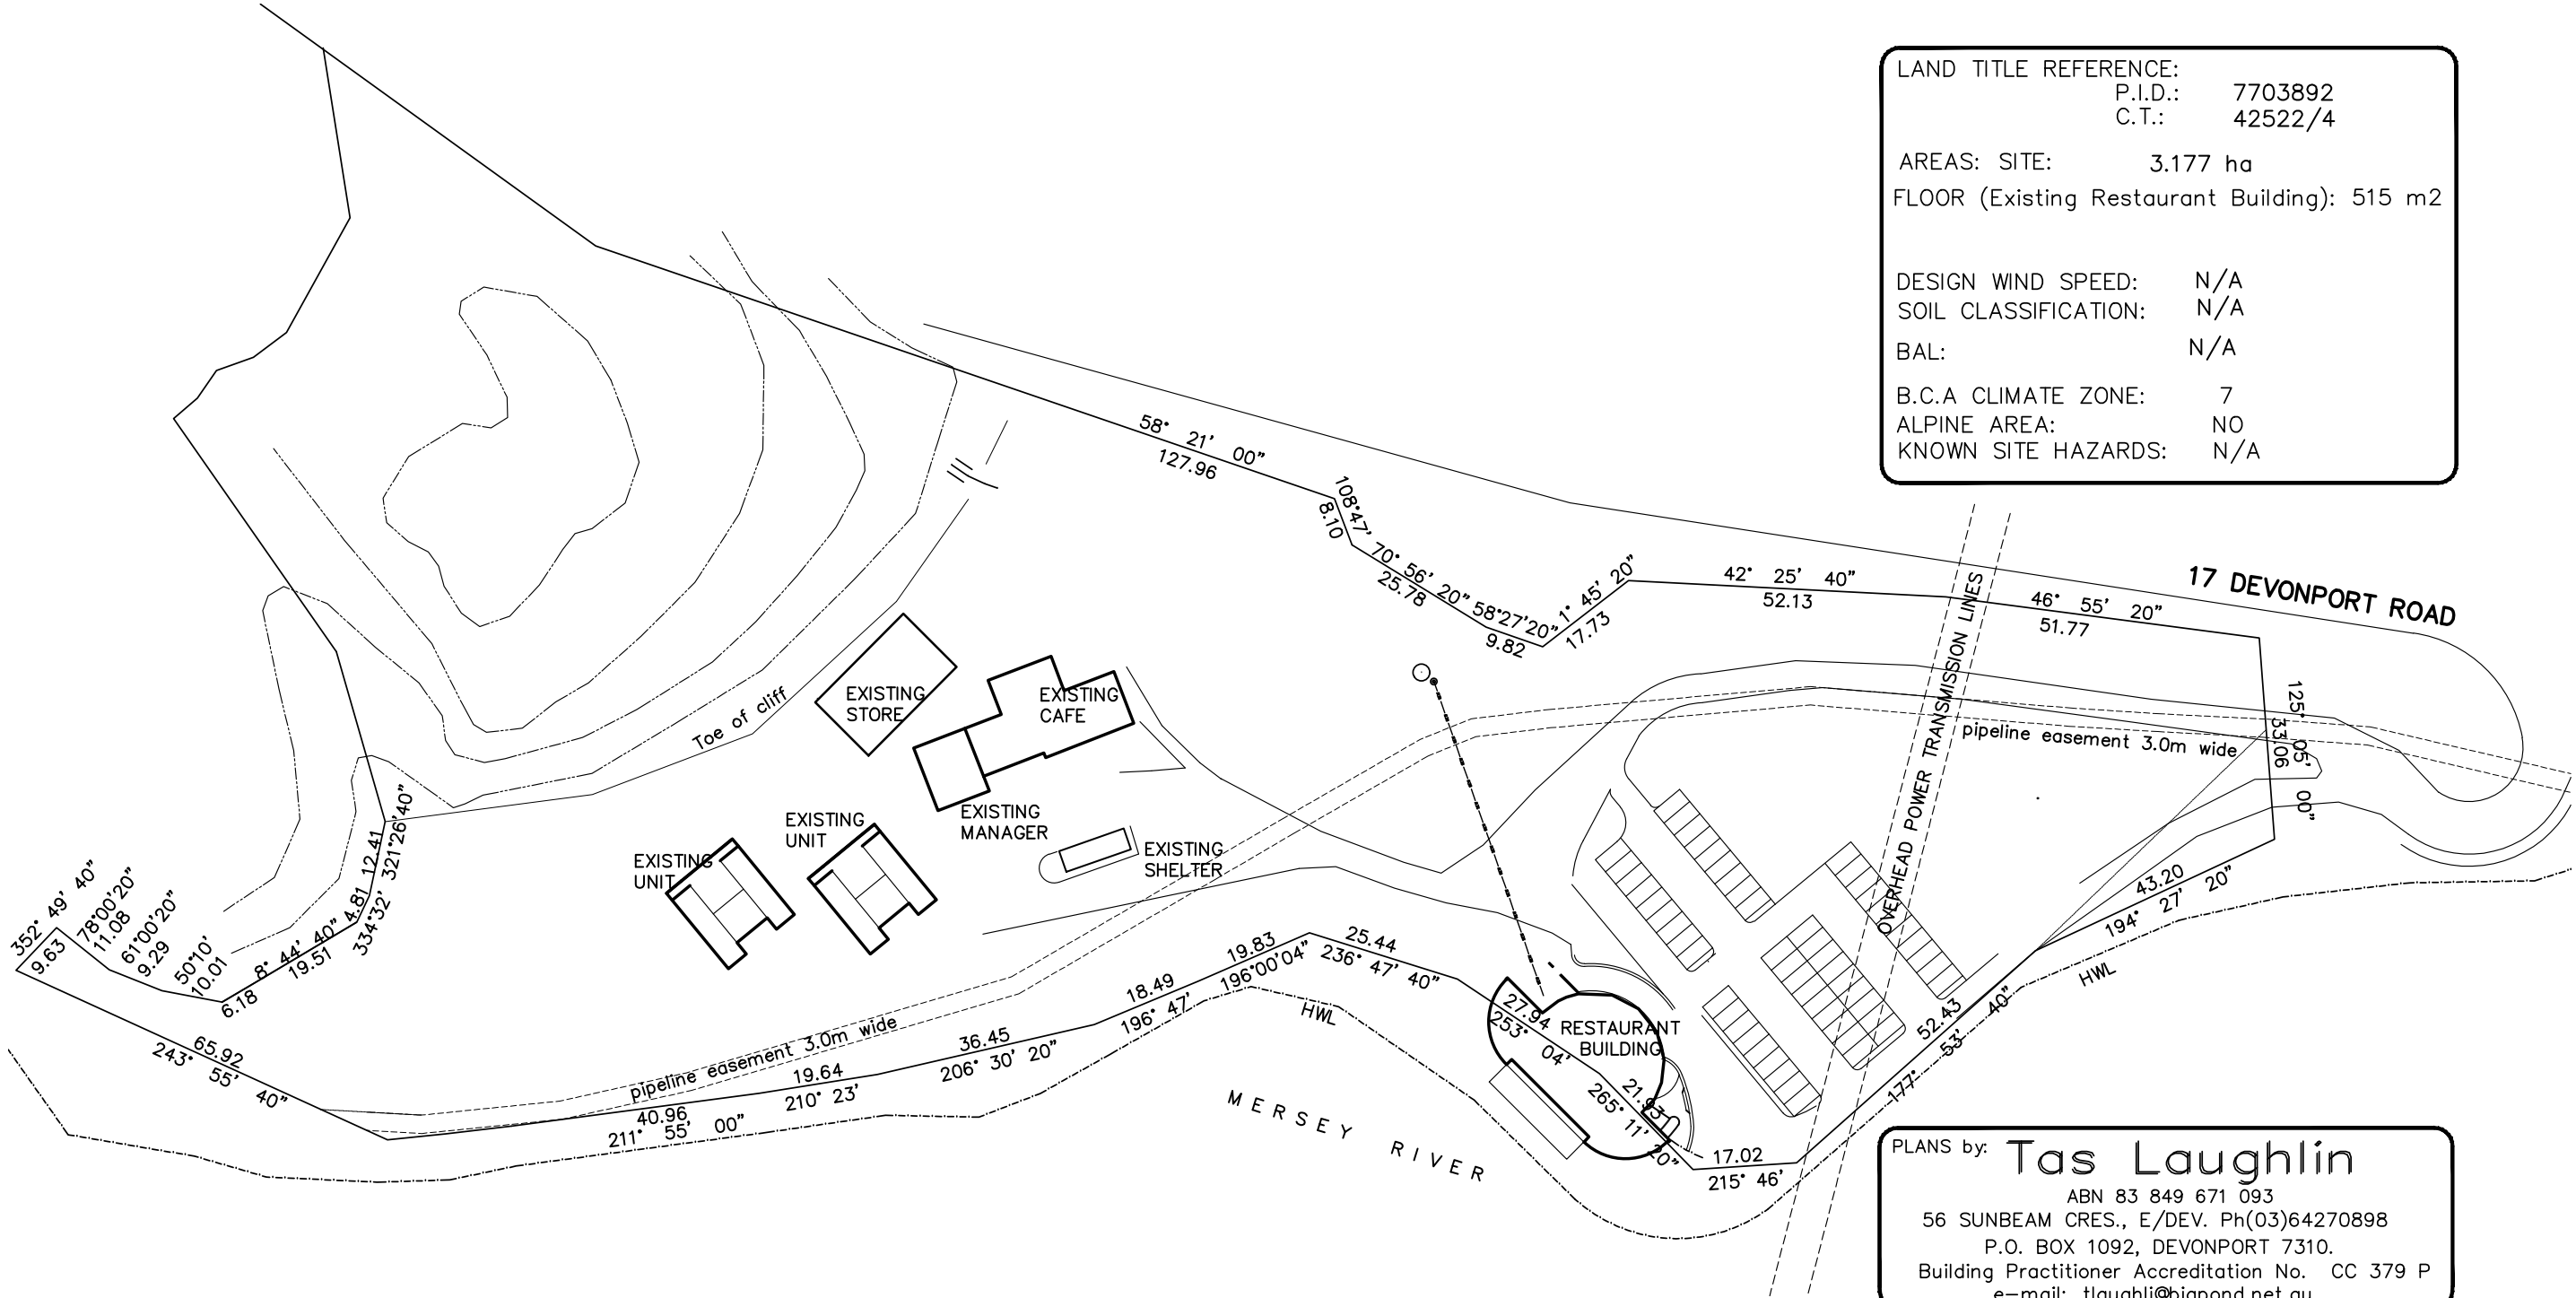 LAND TITLE REFERENCE:
P.I.D.: 7703892
C.T.: 42522/4
AREAS: SITE: 3.177 ha
FLOOR (Existing Restaurant Building): 515 m2
DESIGN WIND SPEED: N/A
SOIL CLASSIFICATION: N/A
BAL: N/A
B.C.A CLIMATE ZONE: 7
ALPINE AREA: NO
KNOWN SITE HAZARDS: N/A
58° 21' 00"
127.96
108°47'
8.10
70° 56' 20"
25.78
58°27'20"
9.82
1° 45' 20"
17.73
42° 25' 40"
52.13
46° 55' 20"
51.77
17 DEVONPORT ROAD
125° 05' 00"
33.06
OVERHEAD POWER TRANSMISSION LINES
pipeline easement 3.0m wide
EXISTING
STORE
EXISTING
CAFE
Toe of cliff
EXISTING
MANAGER
EXISTING
UNIT
EXISTING
UNIT
EXISTING
SHELTER
321°26'40"
12.41
334°32'
4.81
8° 44' 40"
19.51
6.18
50°10'
10.01
61°00'20"
9.29
78°00'20"
11.08
352° 49' 40"
9.63
65.92
243° 55' 40"
pipeline easement 3.0m wide
40.96
211° 55' 00"
19.64
210° 23'
36.45
206° 30' 20"
18.49
196° 47'
19.83
196°00'04"
25.44
236° 47' 40"
HWL
27.94
253° 04'
RESTAURANT
BUILDING
21.93
265° 11' 20"
17.02
215° 46'
52.43
177° 53' 40"
43.20
194° 27' 20"
HWL
MERSEY RIVER
PLANS by: Tas Laughlin
ABN 83 849 671 093
56 SUNBEAM CRES., E/DEV. Ph(03)64270898
P.O. BOX 1092, DEVONPORT 7310.
Building Practitioner Accreditation No. CC 379 P
e-mail: tlaughli@bigpond.net.au